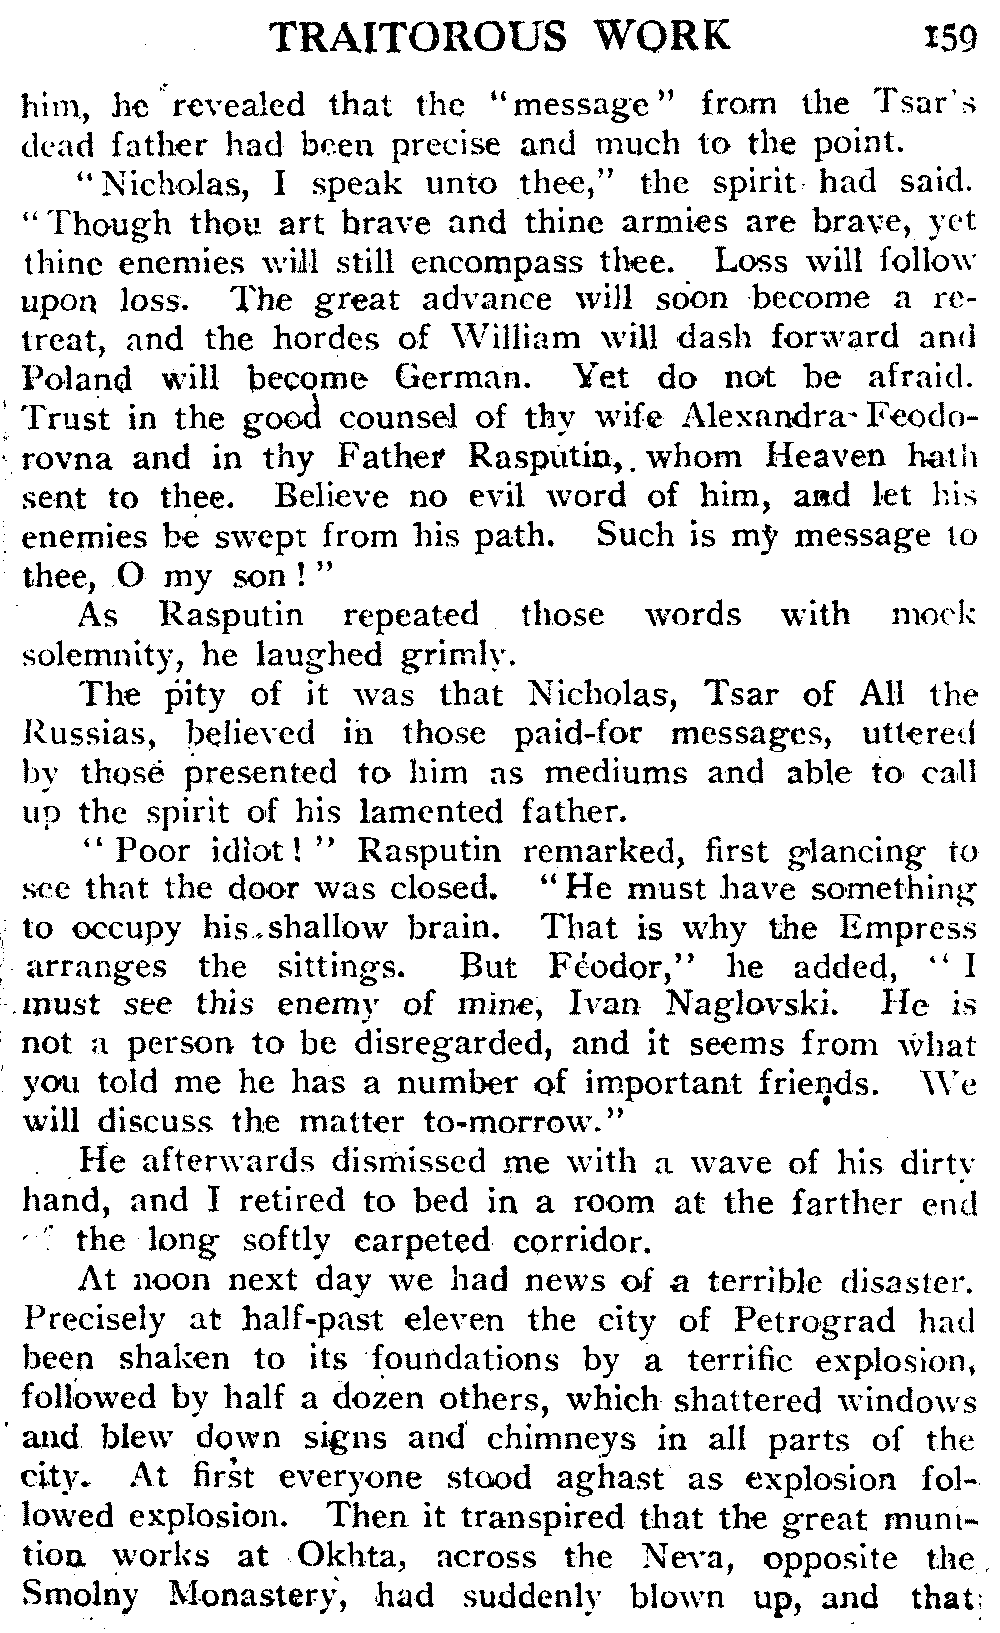 TRAITOROUS WORK 159
him, he revealed that the "message" from the Tsar's
dead father had been precise and much to the point.
"Nicholas, I speak unto thee," the spirit had said.
"Though thou art brave and thine armies are brave, yet
thine enemies will still encompass thee. Loss will follow
upon loss. The great advance will soon become a re-
treat, and the hordes of William will dash forward and
Poland will become German. Yet do not be afraid.
Trust in the good counsel of thy wife Alexandra Feodo-
rovna and in thy Father Rasputin, whom Heaven hath
sent to thee. Believe no evil word of him, and let his
enemies be swept from his path. Such is my message to
thee, O my son!"
As Rasputin repeated those words with mock
solemnity, he laughed grimly.
The pity of it was that Nicholas, Tsar of All the
Russias, believed in those paid-for messages, uttered
by those presented to him as mediums and able to call
up the spirit of his lamented father.
"Poor idiot!" Rasputin remarked, first glancing to
see that the door was closed. "He must have something
to occupy his shallow brain. That is why the Empress
arranges the sittings. But Féodor," he added, "I
must see this enemy of mine, Ivan Naglovski. He is
not a person to be disregarded, and it seems from what
you told me he has a number of important friends. We
will discuss the matter to-morrow."
He afterwards dismissed me with a wave of his dirty
hand, and I retired to bed in a room at the farther end
the long softly carpeted corridor.
At noon next day we had news of a terrible disaster.
Precisely at half-past eleven the city of Petrograd had
been shaken to its foundations by a terrific explosion,
followed by half a dozen others, which shattered windows
and blew down signs and chimneys in all parts of the
city. At first everyone stood aghast as explosion fol-
lowed explosion. Then it transpired that the great muni-
tion works at Okhta, across the Neva, opposite the
Smolny Monastery, had suddenly blown up, and that